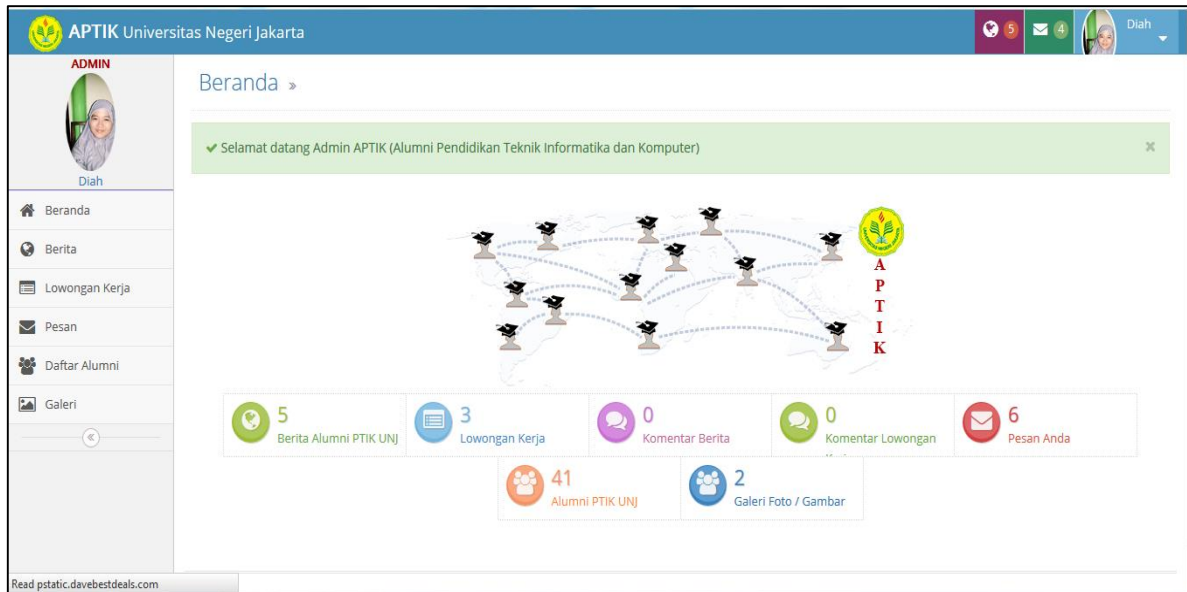 APTIK Universitas Negeri Jakarta
5
4
Diah
ADMIN
Diah
Beranda
Berita
Lowongan Kerja
Pesan
Daftar Alumni
Galeri
Beranda »
Selamat datang Admin APTIK (Alumni Pendidikan Teknik Informatika dan Komputer)
×
A
P
T
I
K
5
Berita Alumni PTIK UNJ
3
Lowongan Kerja
0
Komentar Berita
0
Komentar Lowongan
6
Pesan Anda
41
Alumni PTIK UNJ
2
Galeri Foto / Gambar
Read pstatic.davebestdeals.com